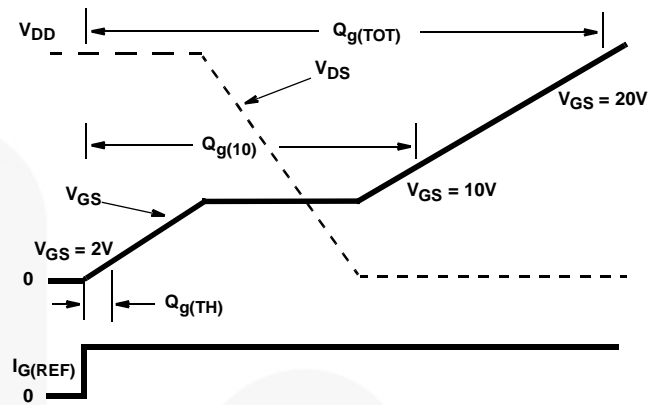 V_DD
Q_g(TOT)
V_DS
V_GS = 20V
Q_g(10)
V_GS
V_GS = 10V
V_GS = 2V
0
Q_g(TH)
I_G(REF)
0